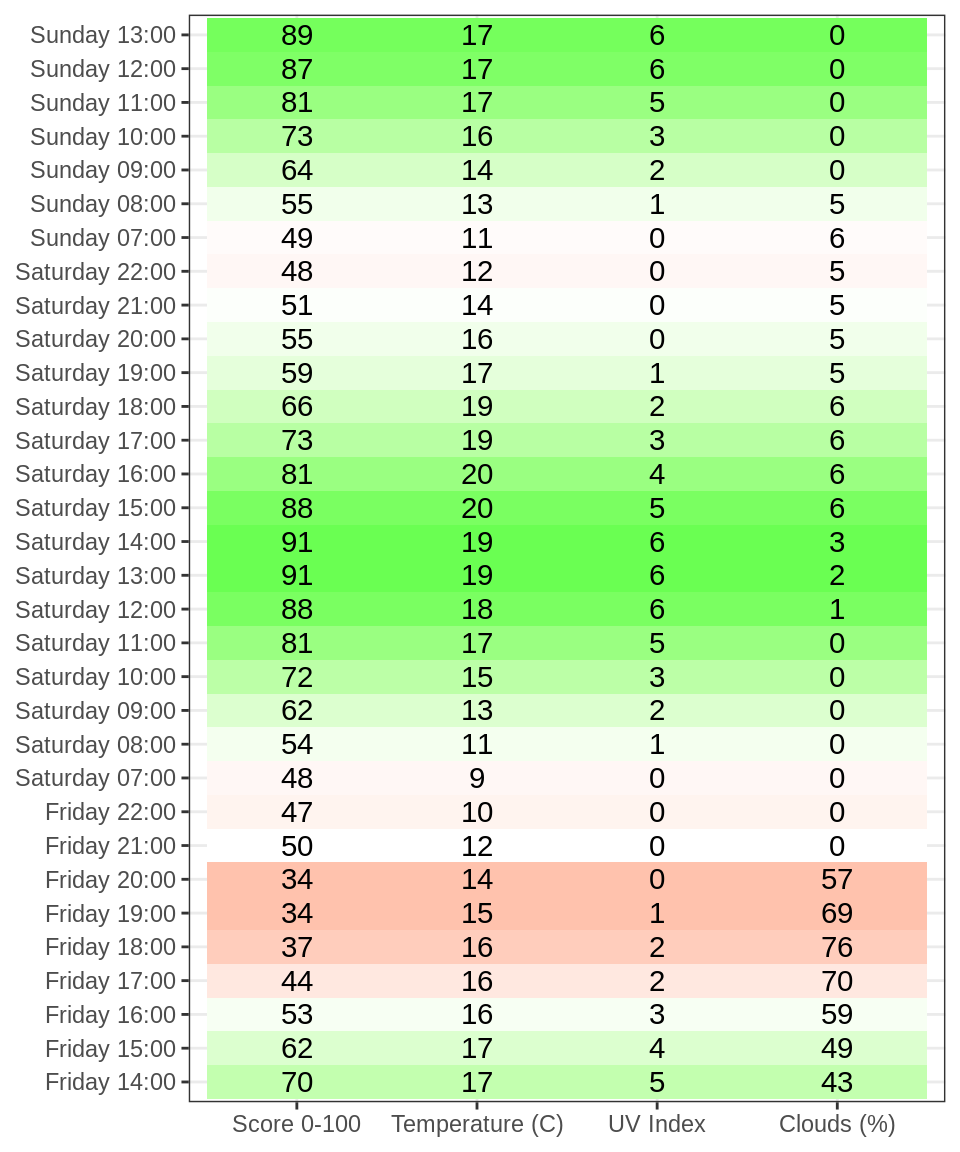 Sunday 13:00 89 17 6 0
Sunday 12:00 87 17 6 0
Sunday 11:00 81 17 5 0
Sunday 10:00 73 16 3 0
Sunday 09:00 64 14 2 0
Sunday 08:00 55 13 1 5
Sunday 07:00 49 11 0 6
Saturday 22:00 48 12 0 5
Saturday 21:00 51 14 0 5
Saturday 20:00 55 16 0 5
Saturday 19:00 59 17 1 5
Saturday 18:00 66 19 2 6
Saturday 17:00 73 19 3 6
Saturday 16:00 81 20 4 6
Saturday 15:00 88 20 5 6
Saturday 14:00 91 19 6 3
Saturday 13:00 91 19 6 2
Saturday 12:00 88 18 6 1
Saturday 11:00 81 17 5 0
Saturday 10:00 72 15 3 0
Saturday 09:00 62 13 2 0
Saturday 08:00 54 11 1 0
Saturday 07:00 48 9 0 0
Friday 22:00 47 10 0 0
Friday 21:00 50 12 0 0
Friday 20:00 34 14 0 57
Friday 19:00 34 15 1 69
Friday 18:00 37 16 2 76
Friday 17:00 44 16 2 70
Friday 16:00 53 16 3 59
Friday 15:00 62 17 4 49
Friday 14:00 70 17 5 43
Score 0-100 Temperature (C) UV Index Clouds (%)